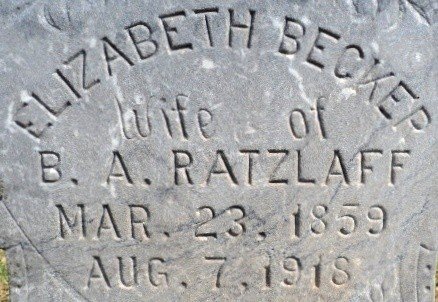 ELIZABETH BECKER
Wife of
B. A. RATZLAFF
MAR. 23. 1859
AUG. 7. 1918